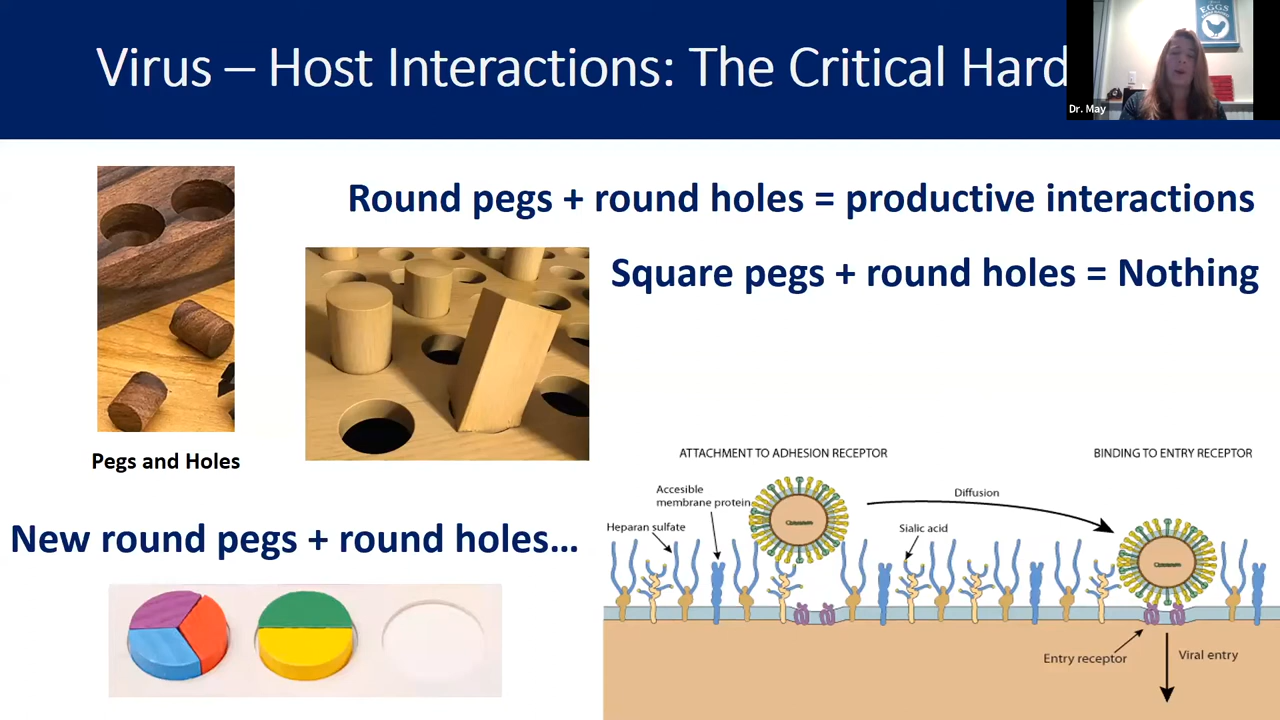 Virus – Host Interactions: The Critical Hard
EGGS
Dr. May
Round pegs + round holes = productive interactions
Square pegs + round holes = Nothing
Pegs and Holes
New round pegs + round holes...
ATTACHMENT TO ADHESION RECEPTOR
BINDING TO ENTRY RECEPTOR
Accesible
membrane protein
Diffusion
Heparan sulfate
Sialic acid
Entry receptor
Viral entry